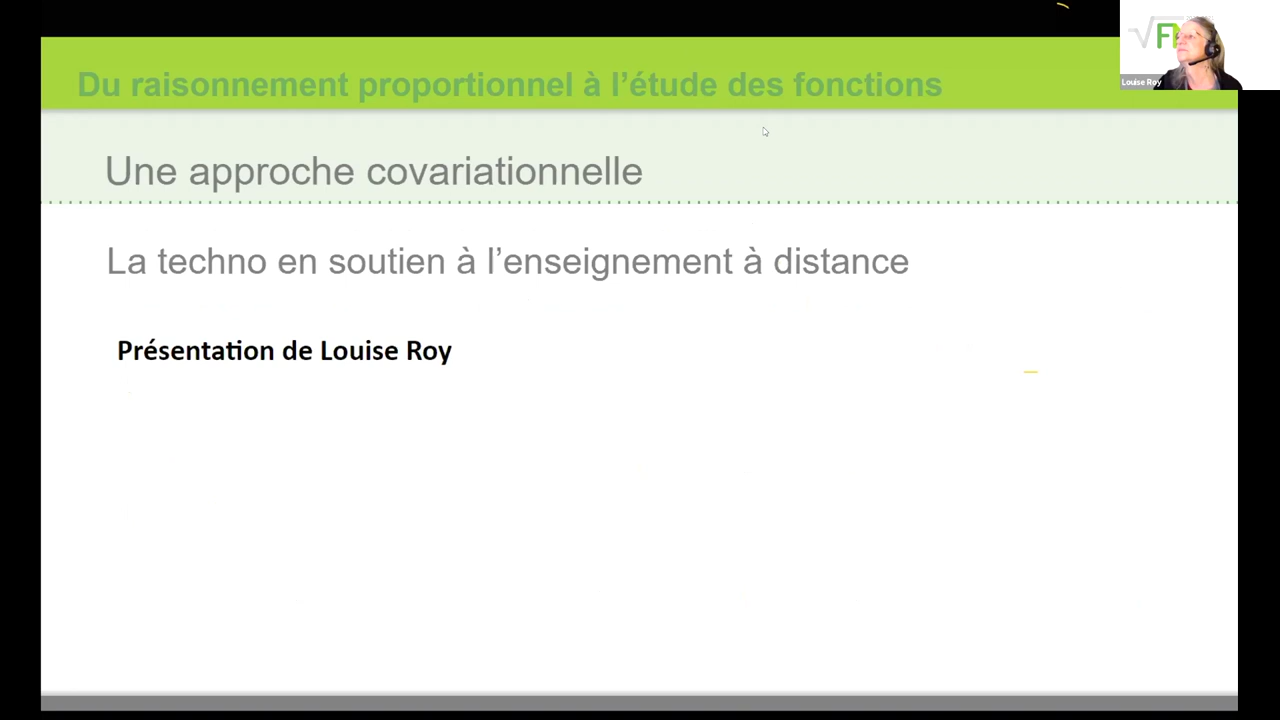 Du raisonnement proportionnel à l'étude des fonctions
Une approche covariationnelle
La techno en soutien à l'enseignement à distance
Présentation de Louise Roy
Louise Roy